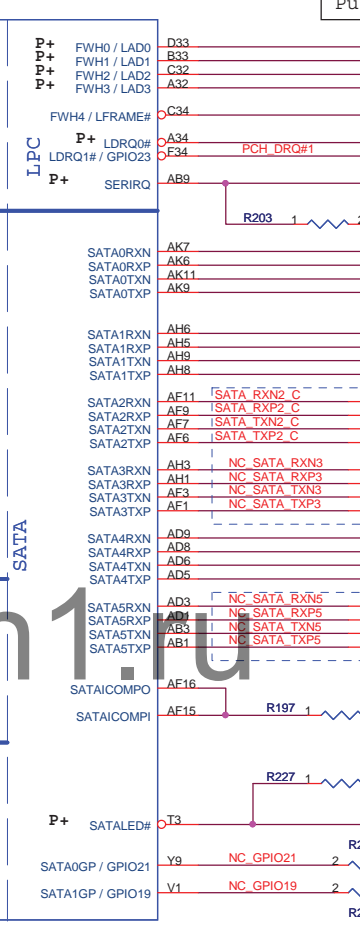 Pu
P+ FWH0 / LAD0 D33
P+ FWH1 / LAD1 B33
P+ FWH2 / LAD2 C32
P+ FWH3 / LAD3 A32
FWH4 / LFRAME# C34
P+ LDRQ0# A34
LDRQ1# / GPIO23 F34 PCH_DRQ#1
LPC
P+ SERIRQ AB9
R203 1 2
SATA0RXN AK7
SATA0RXP AK6
SATA0TXN AK11
SATA0TXP AK9
SATA1RXN AH6
SATA1RXP AH5
SATA1TXN AH9
SATA1TXP AH8
SATA2RXN AF11 SATA_RXN2_C
SATA2RXP AF9 SATA_RXP2_C
SATA2TXN AF7 SATA_TXN2_C
SATA2TXP AF6 SATA_TXP2_C
SATA3RXN AH3 NC_SATA_RXN3
SATA3RXP AH1 NC_SATA_RXP3
SATA3TXN AF3 NC_SATA_TXN3
SATA3TXP AF1 NC_SATA_TXP3
SATA
SATA4RXN AD9
SATA4RXP AD8
SATA4TXN AD6
SATA4TXP AD5
SATA5RXN AD3 NC_SATA_RXN5
SATA5RXP AD1 NC_SATA_RXP5
SATA5TXN AB3 NC_SATA_TXN5
SATA5TXP AB1 NC_SATA_TXP5
n1.ru
SATAICOMPO AF16
SATAICOMPI AF15 R197 1
R227 1
P+ SATALED# T3
R2
SATA0GP / GPIO21 Y9 NC_GPIO21 2
SATA1GP / GPIO19 V1 NC_GPIO19 2
R2